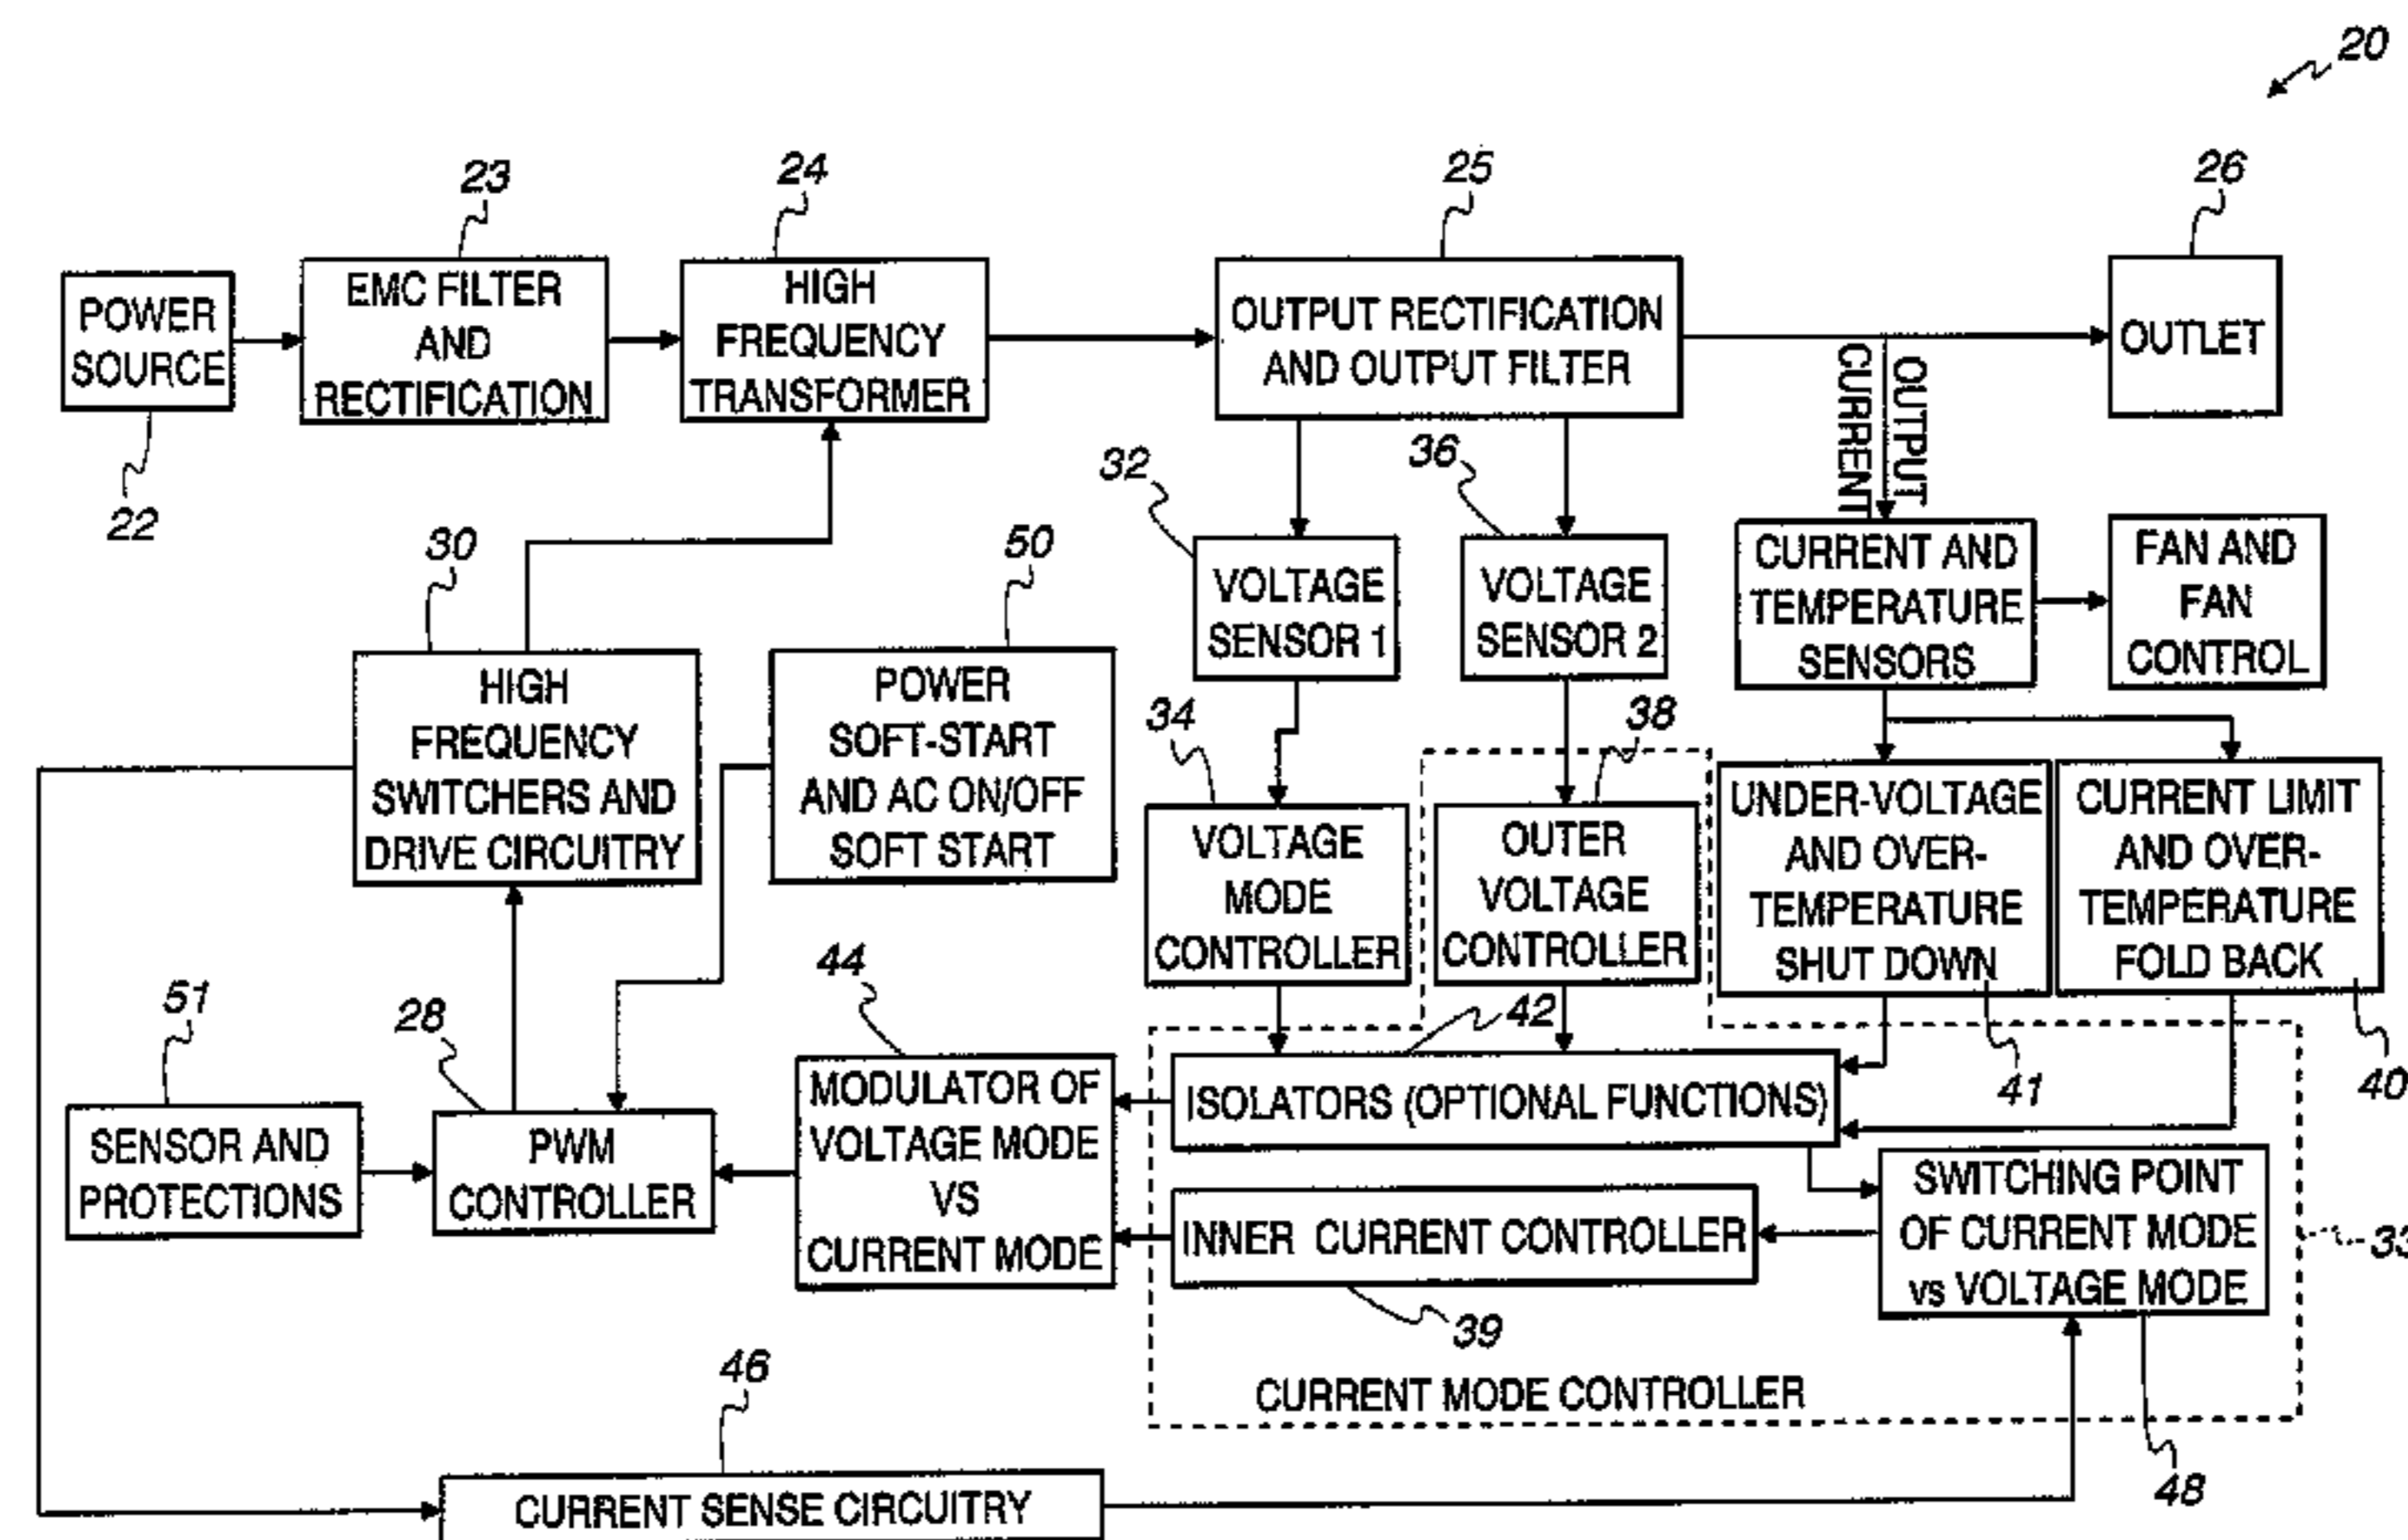 20
23
24
25
26
POWER
SOURCE
22
EMC FILTER
AND
RECTIFICATION
HIGH
FREQUENCY
TRANSFORMER
OUTPUT RECTIFICATION
AND OUTPUT FILTER
OUTLET
OUTPUT
CURRENT
32
36
30
50
VOLTAGE
SENSOR 1
VOLTAGE
SENSOR 2
CURRENT AND
TEMPERATURE
SENSORS
FAN AND
FAN
CONTROL
HIGH
FREQUENCY
SWITCHERS AND
DRIVE CIRCUITRY
POWER
SOFT-START
AND AC ON/OFF
SOFT START
34
38
VOLTAGE
MODE
CONTROLLER
OUTER
VOLTAGE
CONTROLLER
UNDER-VOLTAGE
AND OVER-
TEMPERATURE
SHUT DOWN
CURRENT LIMIT
AND OVER-
TEMPERATURE
FOLD BACK
51
28
44
42
41
40
SENSOR AND
PROTECTIONS
PWM
CONTROLLER
MODULATOR OF
VOLTAGE MODE
VS
CURRENT MODE
ISOLATORS (OPTIONAL FUNCTIONS)
INNER CURRENT CONTROLLER
SWITCHING POINT
OF CURRENT MODE
vs VOLTAGE MODE
33
39
46
CURRENT MODE CONTROLLER
48
CURRENT SENSE CIRCUITRY